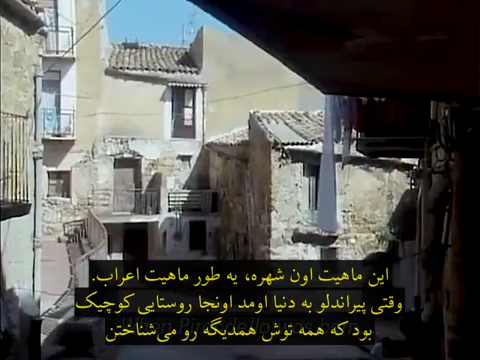 این ماهیت اون شهره، یه طور ماهیت اعراب.
وقتی پیراندلو به دنیا اومد اونجا روستایی کوچیک
بود که همه توش همدیگه رو می‌شناختن